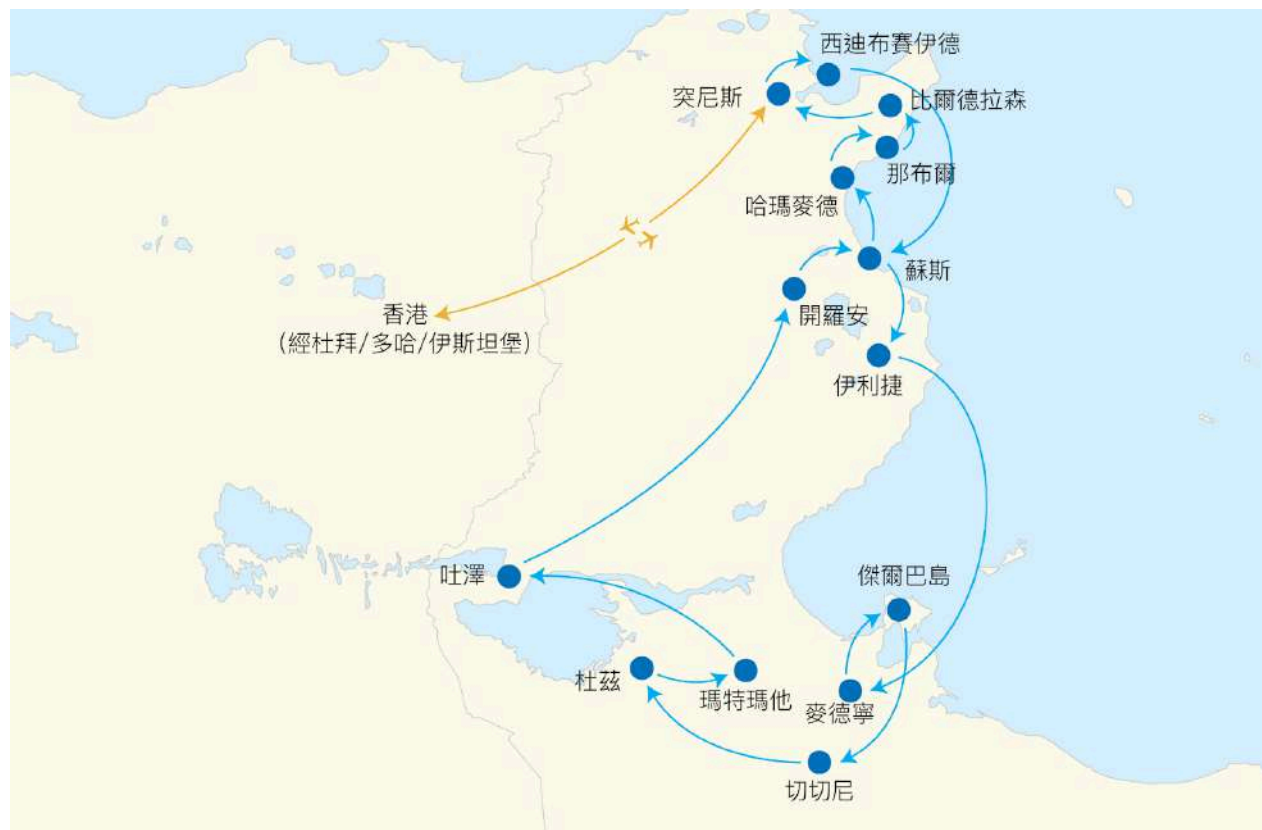 西迪布賽伊德
突尼斯
比爾德拉森
那布爾
哈瑪麥德
蘇斯
香港
(經杜拜/多哈/伊斯坦堡)
開羅安
伊利捷
吐澤
傑爾巴島
杜茲
瑪特瑪他
麥德寧
切切尼